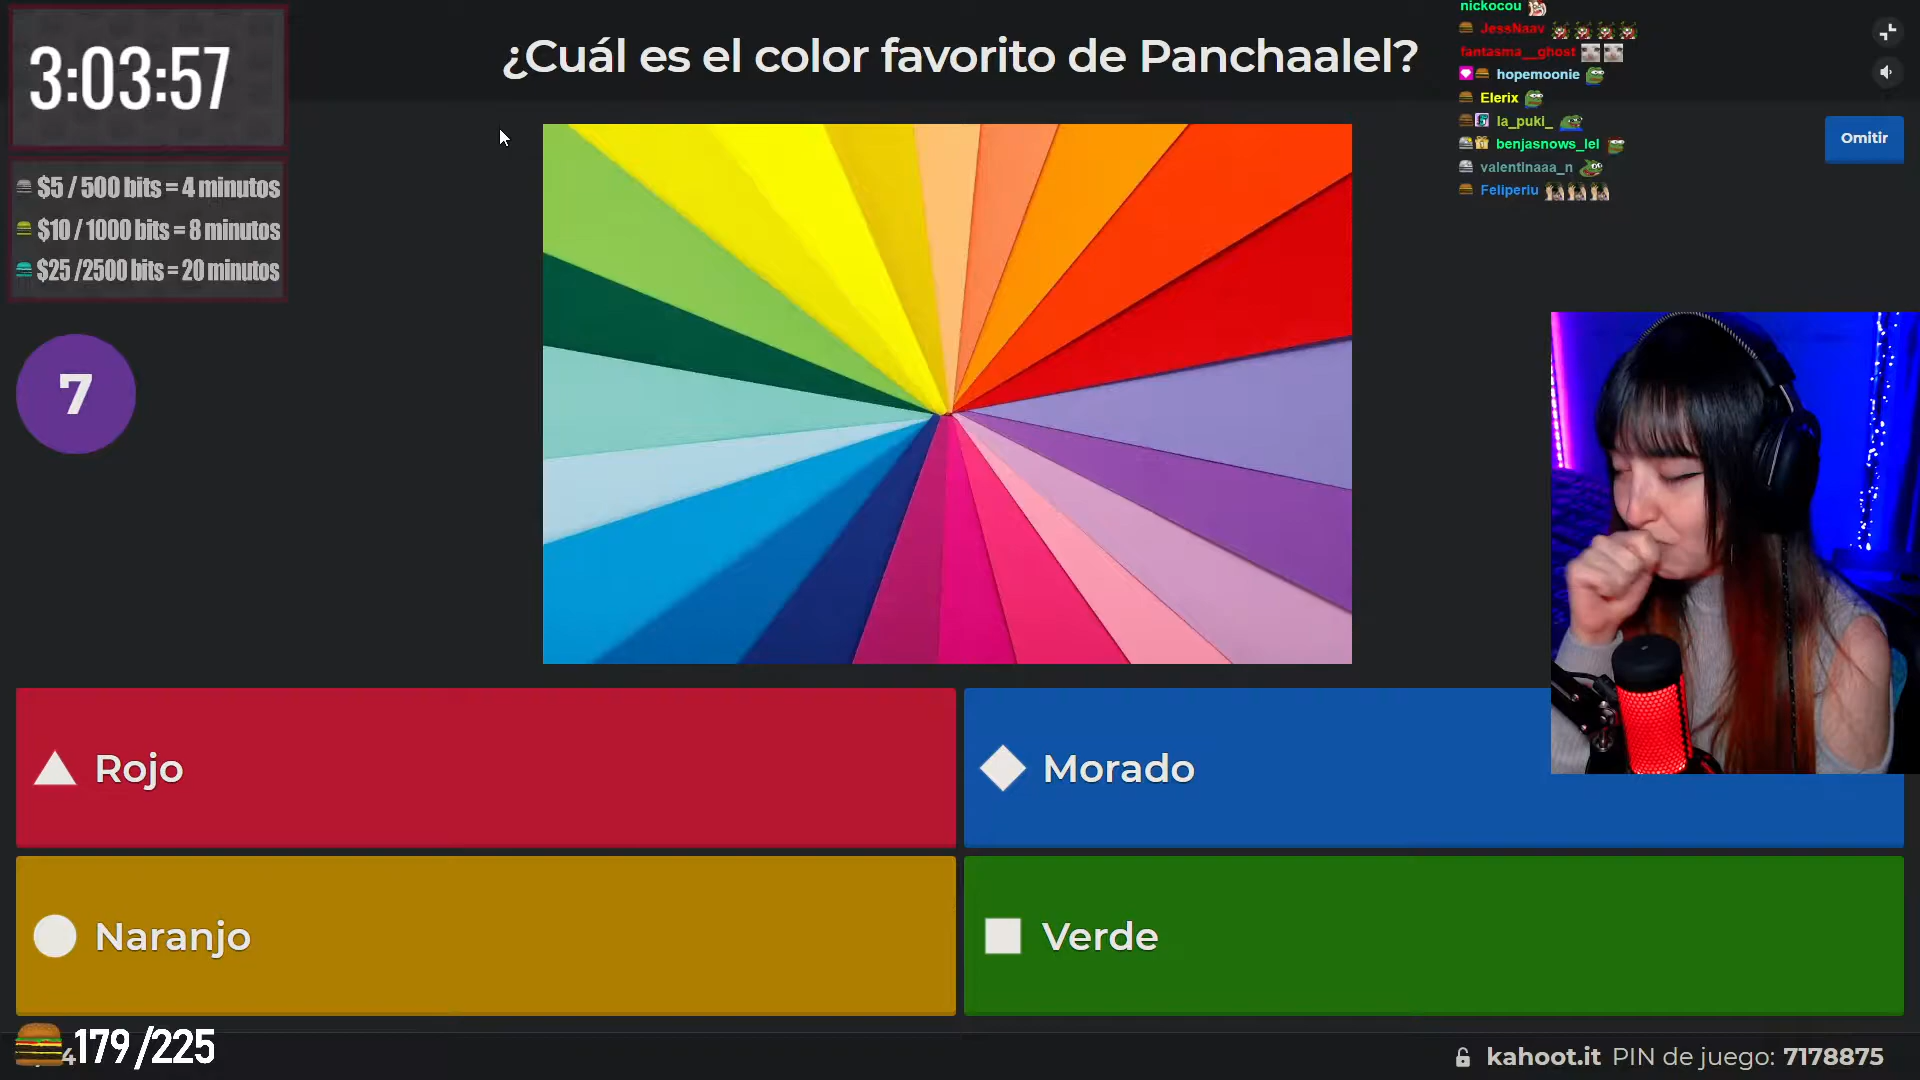 3:03:57
¿Cuál es el color favorito de Panchaalel?
nickocou
JessNaav
fantasma__ghost
hopemoonie
Elerix
la_puki_
benjasnows_lel
valentinaaa_n
Feliperiu
Omitir
$5 / 500 bits = 4 minutos
$10 / 1000 bits = 8 minutos
$25 /2500 bits = 20 minutos
7
Rojo
Morado
Naranjo
Verde
179/225
kahoot.it PIN de juego: 7178875